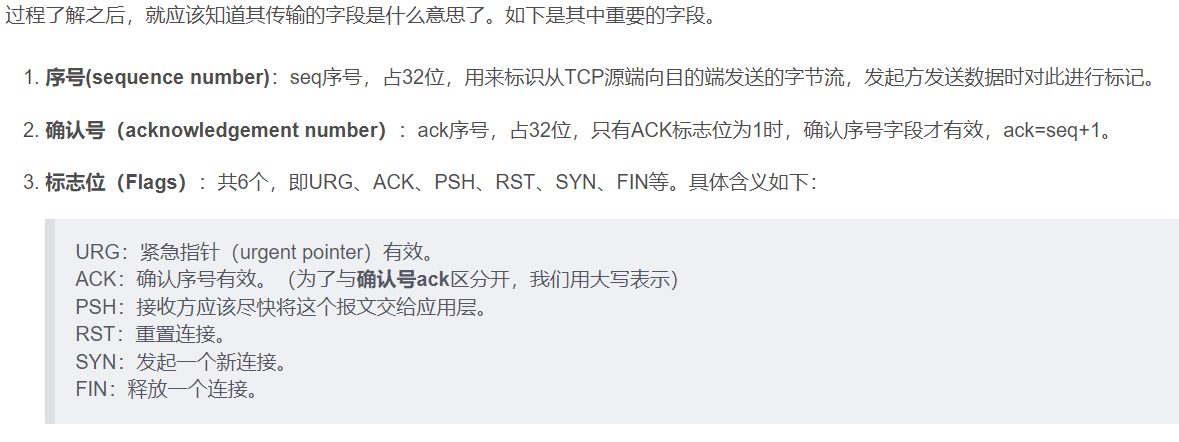 过程了解之后，就应该知道其传输的字段是什么意思了。如下是其中重要的字段。
1. 序号(sequence number)：seq序号，占32位，用来标识从TCP源端向目的端发送的字节流，发起方发送数据时对此进行标记。
2. 确认号（acknowledgement number）：ack序号，占32位，只有ACK标志位为1时，确认序号字段才有效，ack=seq+1。
3. 标志位（Flags）：共6个，即URG、ACK、PSH、RST、SYN、FIN等。具体含义如下：
URG：紧急指针（urgent pointer）有效。
ACK：确认序号有效。（为了与确认号ack区分开，我们用大写表示）
PSH：接收方应该尽快将这个报文交给应用层。
RST：重置连接。
SYN：发起一个新连接。
FIN：释放一个连接。